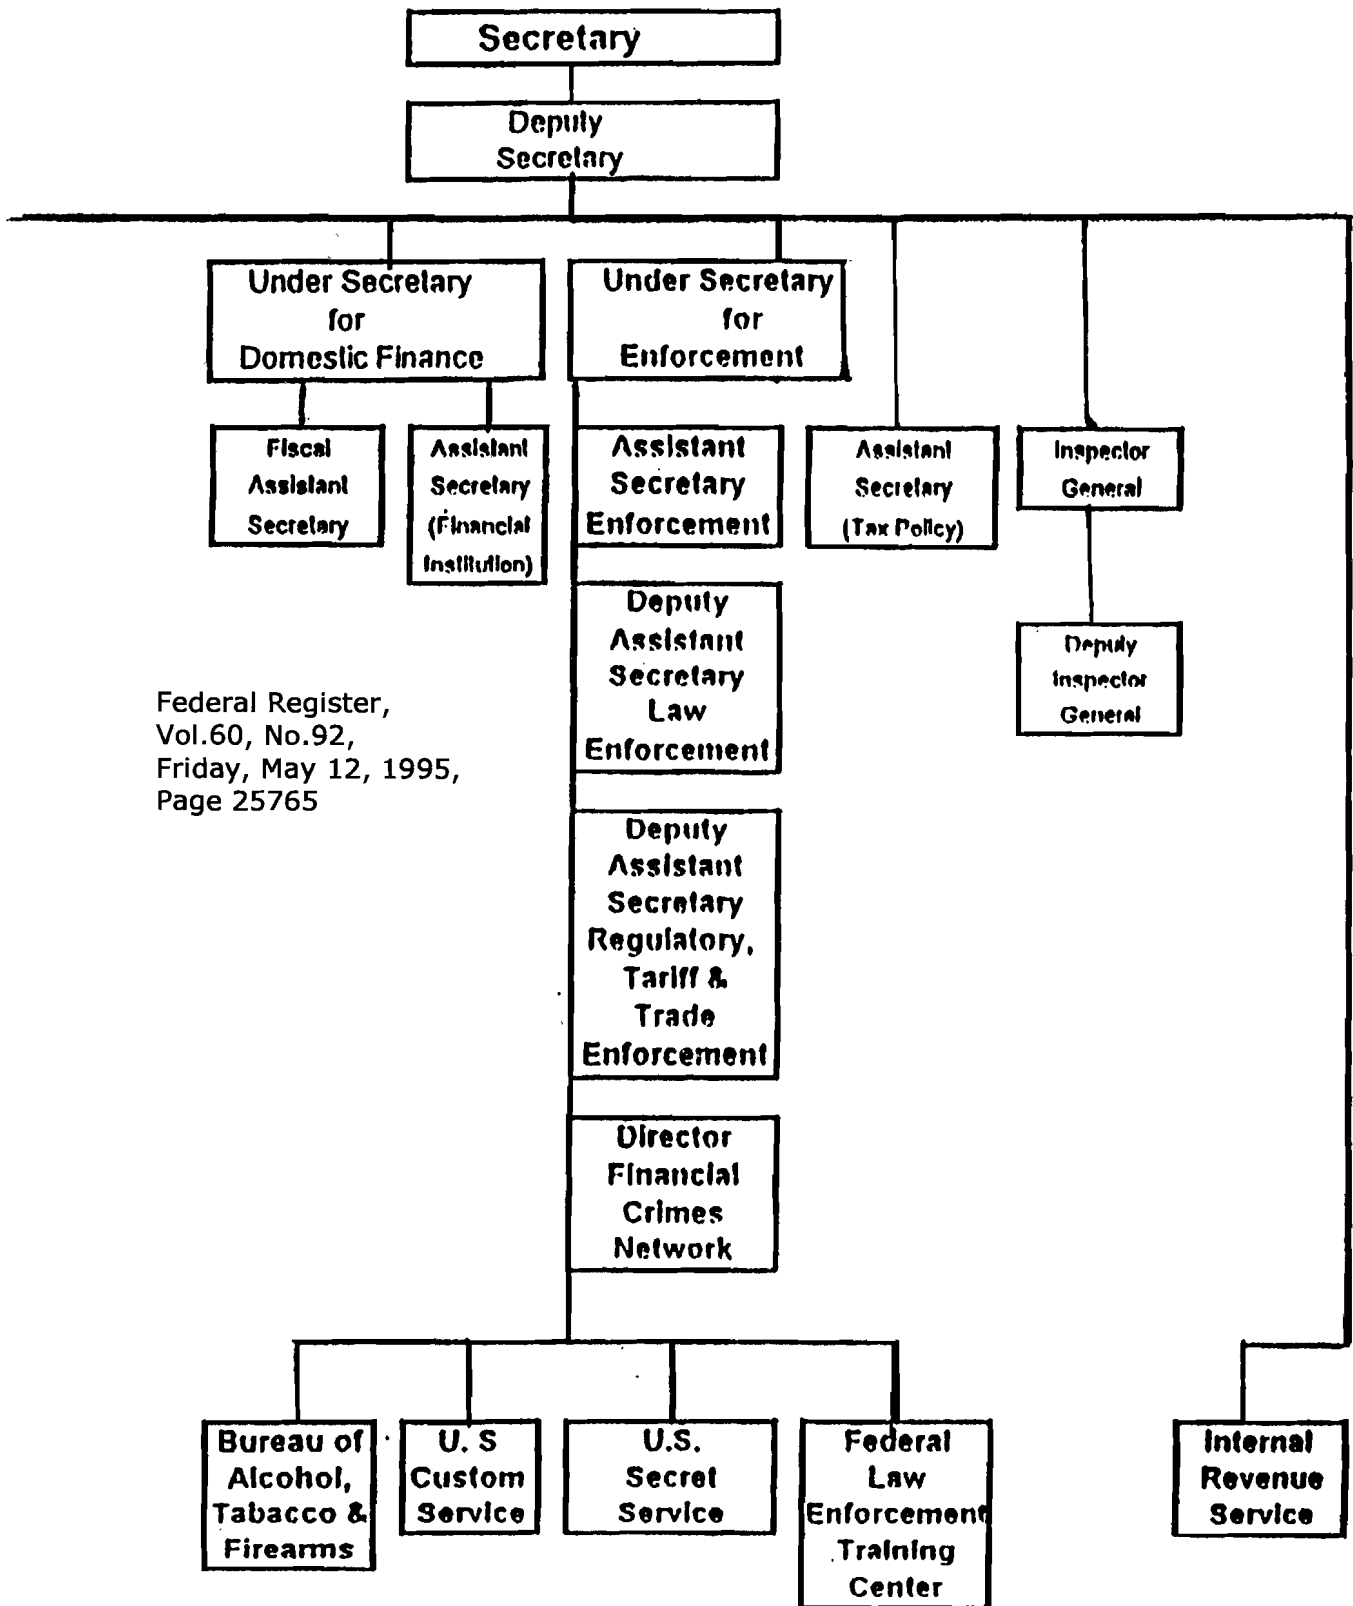 Secretary
Deputy
Secretary
Under Secretary
for
Domestic Finance
Under Secretary
for
Enforcement
Fiscal
Assistant
Secretary
Assistant
Secretary
(Financial
Institution)
Assistant
Secretary
Enforcement
Assistant
Secretary
(Tax Policy)
Inspector
General
Deputy
Assistant
Secretary
Law
Enforcement
Deputy
Inspector
General
Federal Register,
Vol.60, No.92,
Friday, May 12, 1995,
Page 25765
Deputy
Assistant
Secretary
Regulatory,
Tariff &
Trade
Enforcement
Director
Financial
Crimes
Network
Bureau of
Alcohol,
Tabacco &
Firearms
U. S
Custom
Service
U.S.
Secret
Service
Federal
Law
Enforcement
Training
Center
Internal
Revenue
Service